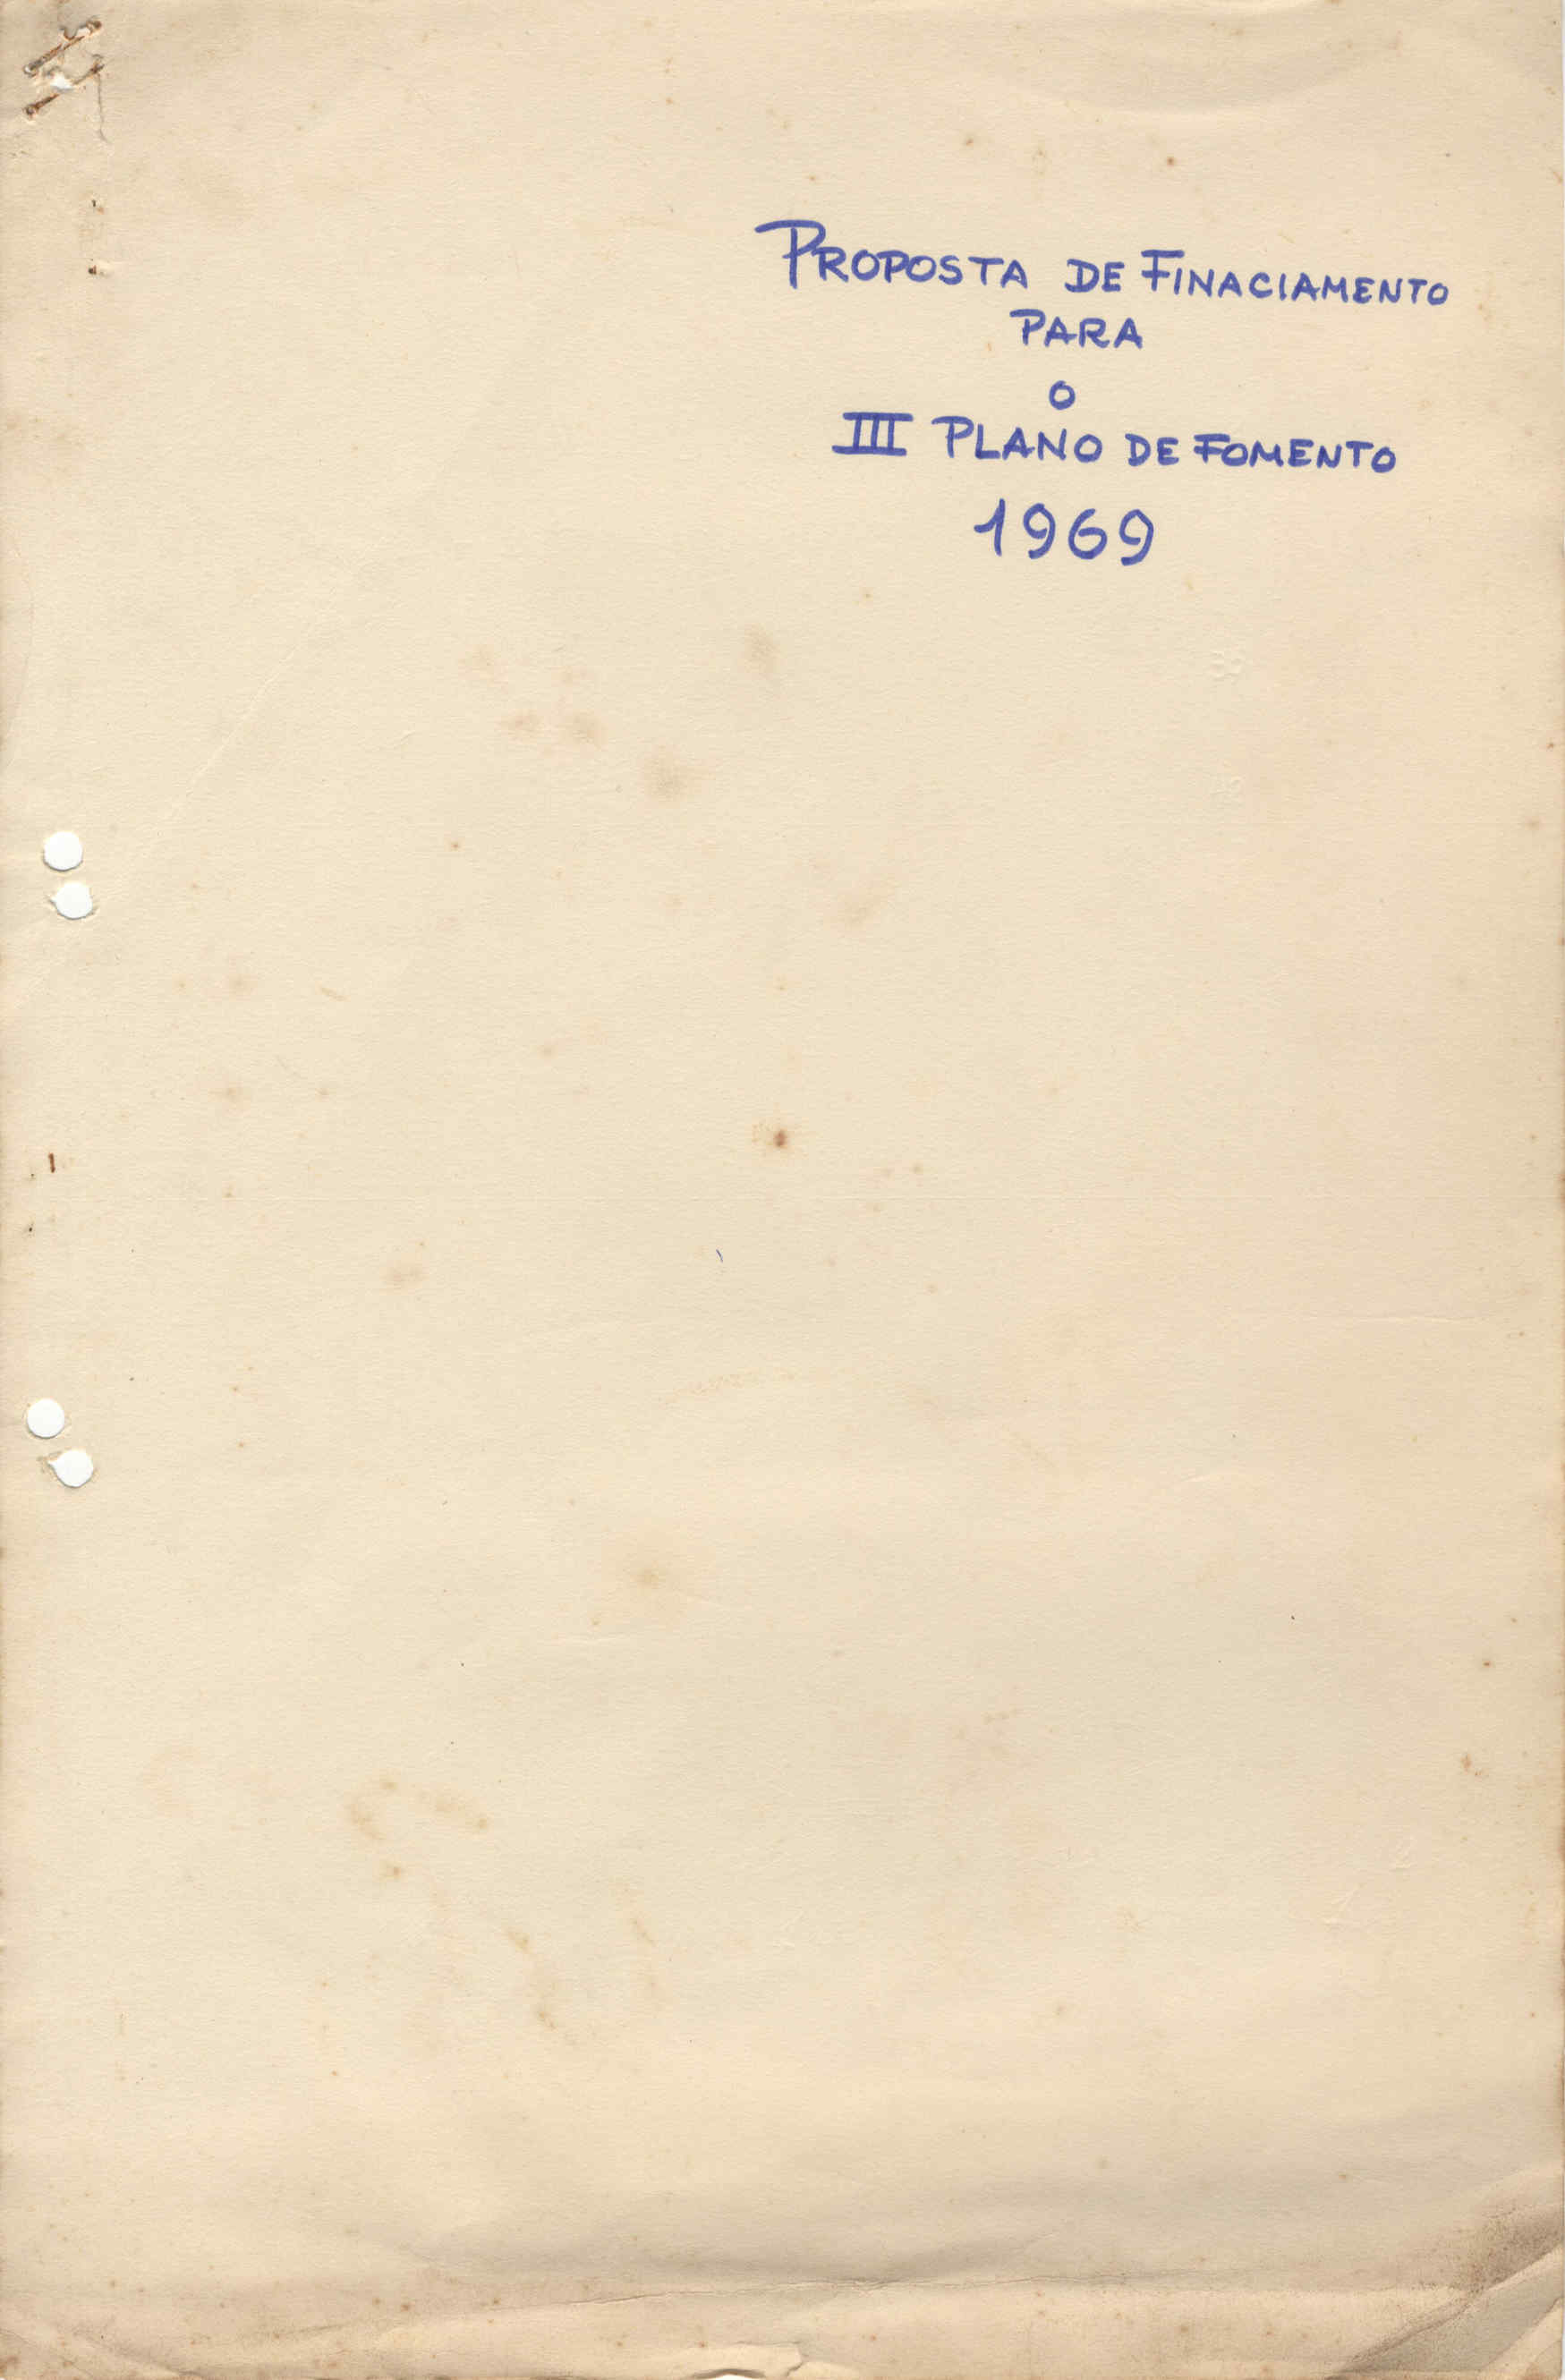 PROPOSTA DE FINACIAMENTO
PARA
O
III PLANO DE FOMENTO
1969